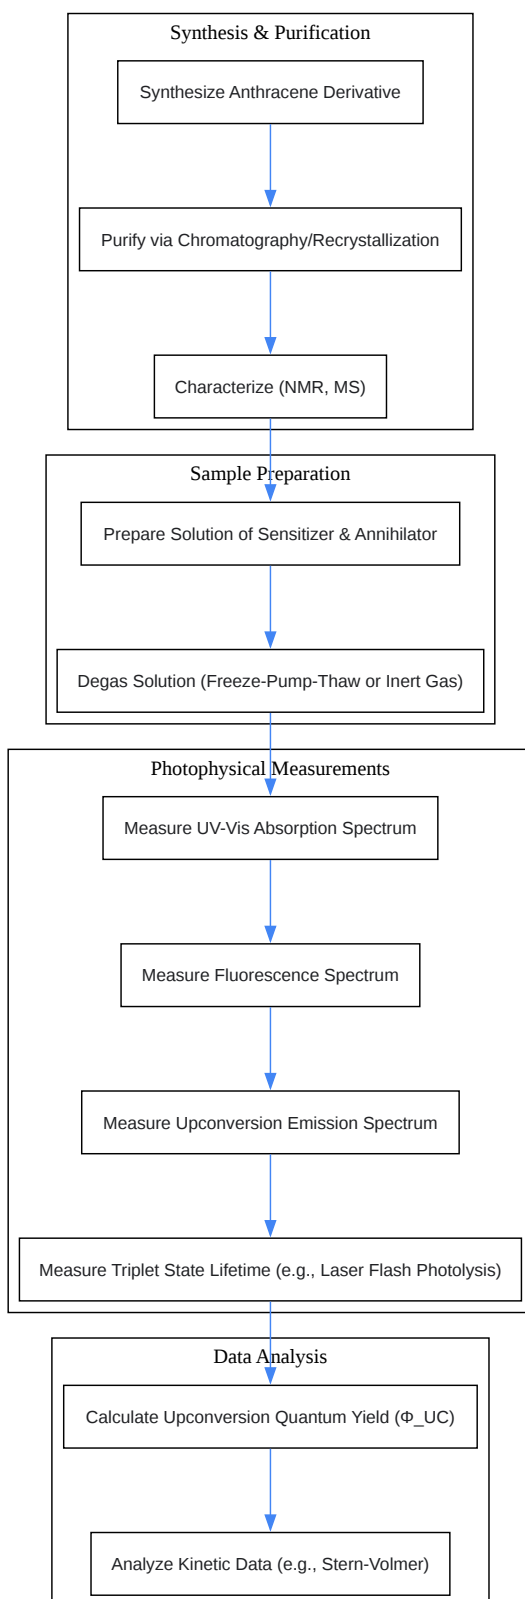 Synthesis & Purification
Synthesize Anthracene Derivative
Purify via Chromatography/Recrystallization
Characterize (NMR, MS)
Sample Preparation
Prepare Solution of Sensitizer & Annihilator
Degas Solution (Freeze-Pump-Thaw or Inert Gas)
Photophysical Measurements
Measure UV-Vis Absorption Spectrum
Measure Fluorescence Spectrum
Measure Upconversion Emission Spectrum
Measure Triplet State Lifetime (e.g., Laser Flash Photolysis)
Data Analysis
Calculate Upconversion Quantum Yield (Φ_UC)
Analyze Kinetic Data (e.g., Stern-Volmer)